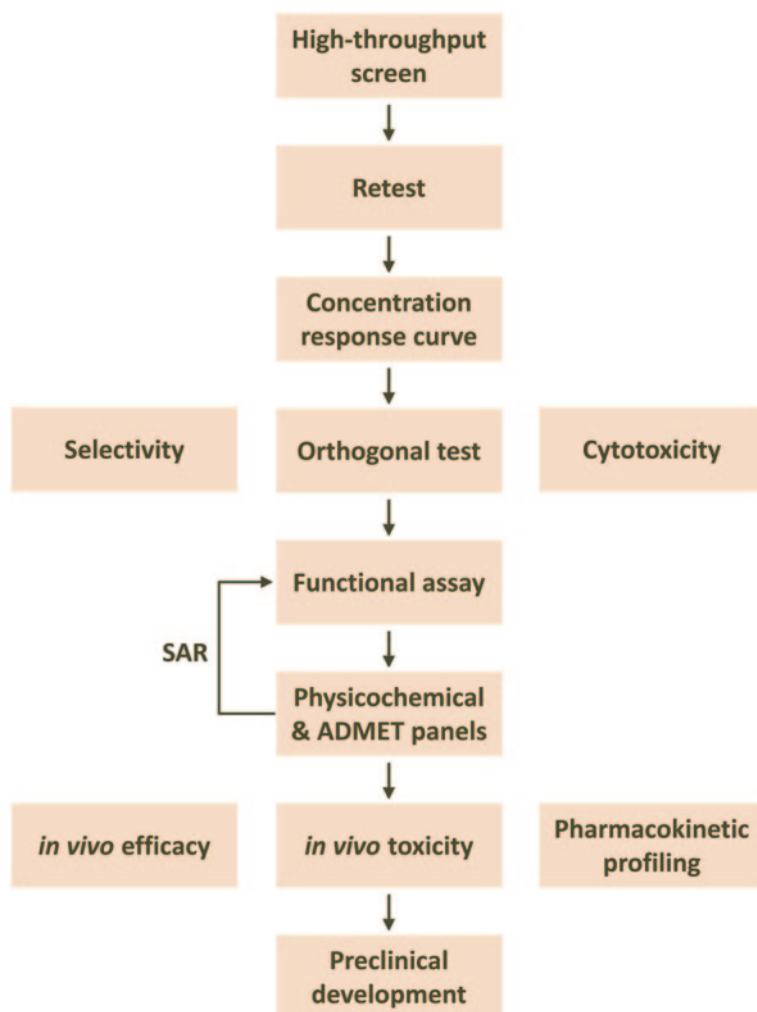 High-throughput
screen
Retest
Concentration
response curve
Selectivity
Orthogonal test
Cytotoxicity
Functional assay
SAR
Physicochemical
& ADMET panels
in vivo efficacy
in vivo toxicity
Pharmacokinetic
profiling
Preclinical
development